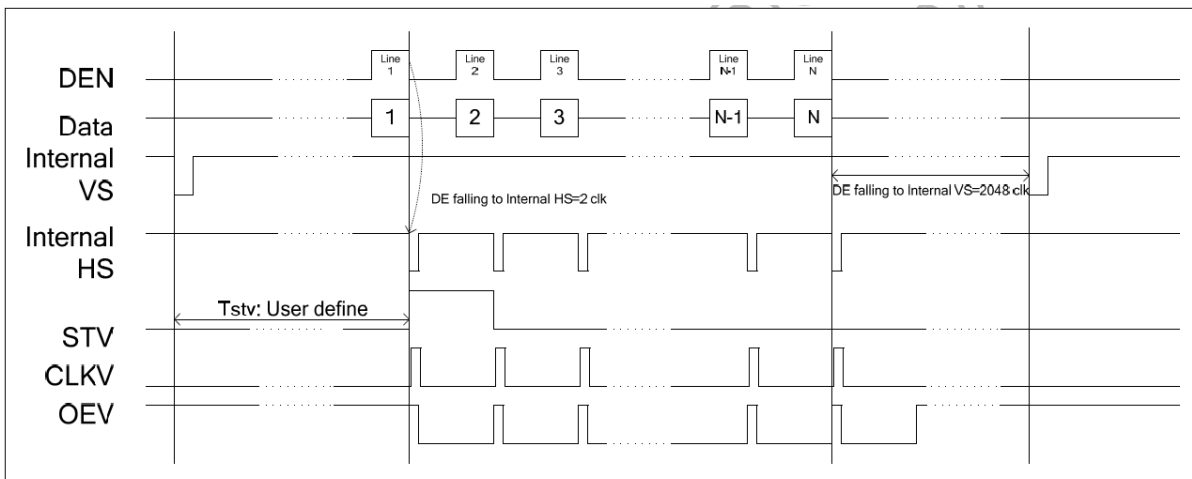 DEN
Line
1
Line
2
Line
3
Line
N-1
Line
N
Data
1
2
3
N-1
N
Internal
VS
DE falling to Internal HS=2 clk
DE falling to Internal VS=2048 clk
Internal
HS
Tstv: User define
STV
CLKV
OEV